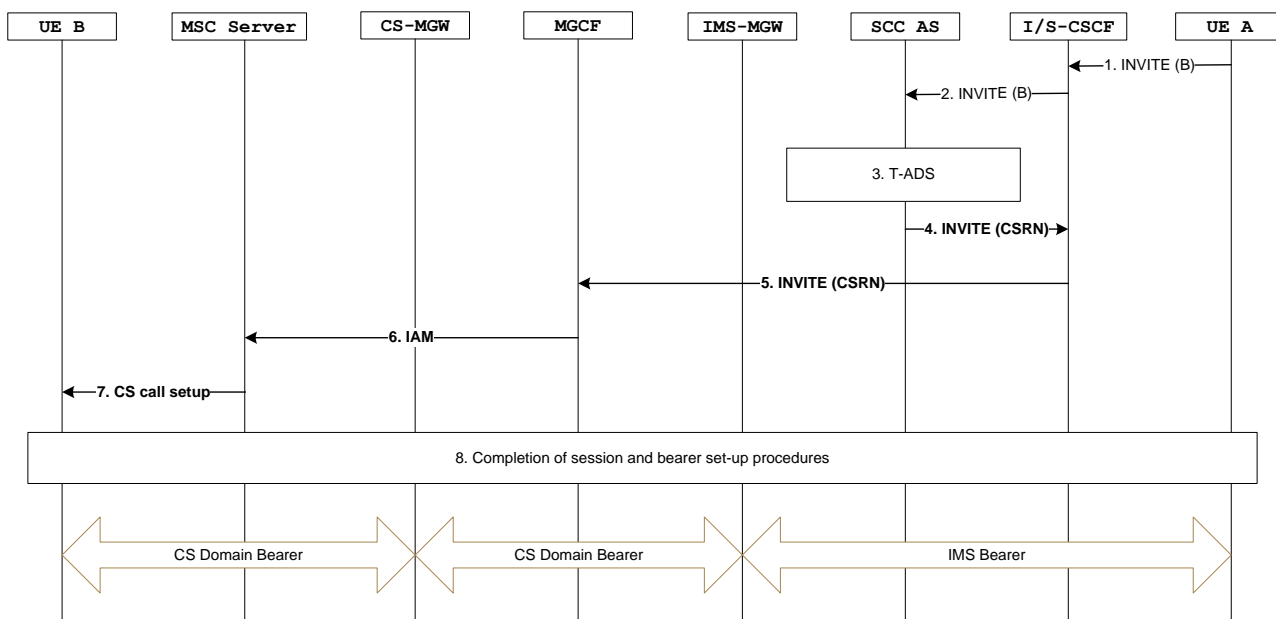 UE B
MSC Server
CS-MGW
MGCF
IMS-MGW
SCC AS
I/S-CSCF
UE A
1. INVITE (B)
2. INVITE (B)
3. T-ADS
4. INVITE (CSRN)
5. INVITE (CSRN)
6. IAM
7. CS call setup
8. Completion of session and bearer set-up procedures
CS Domain Bearer
CS Domain Bearer
IMS Bearer